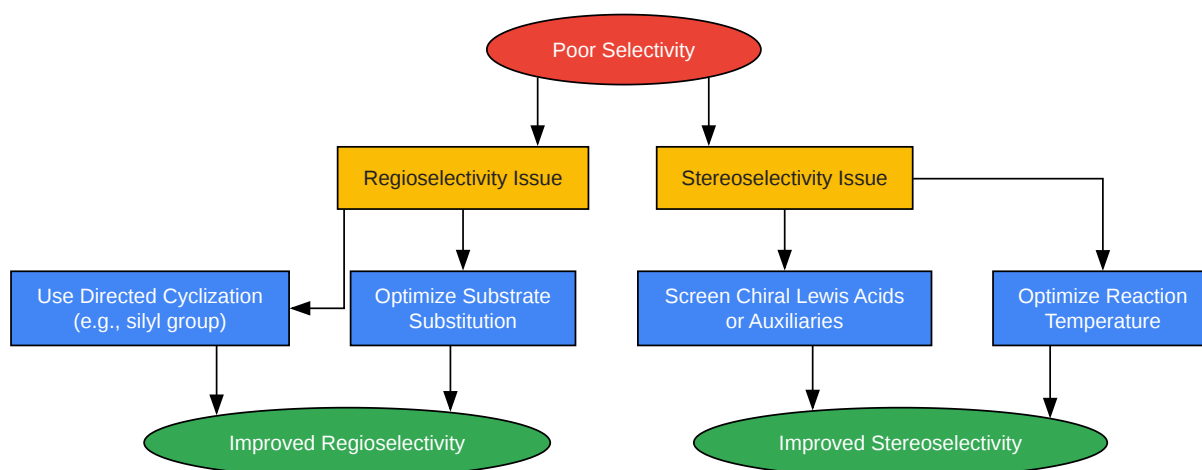 Poor Selectivity
Regioselectivity Issue
Stereoselectivity Issue
Use Directed Cyclization
(e.g., silyl group)
Optimize Substrate
Substitution
Screen Chiral Lewis Acids
or Auxiliaries
Optimize Reaction
Temperature
Improved Regioselectivity
Improved Stereoselectivity